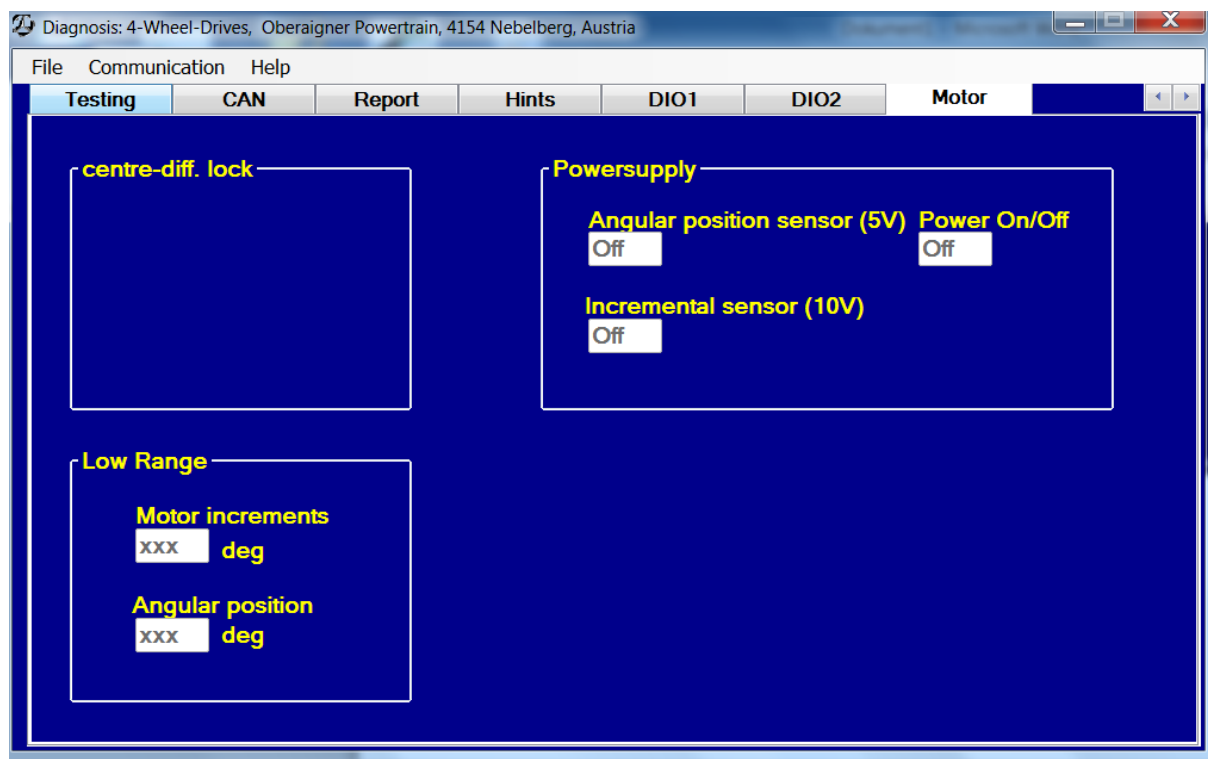 Diagnosis: 4-Wheel-Drives, Oberaigner Powertrain, 4154 Nebelberg, Austria
File Communication Help
Testing CAN Report Hints DIO1 DIO2 Motor
centre-diff. lock
Powersupply
Angular position sensor (5V) Power On/Off
Off Off
Incremental sensor (10V)
Off
Low Range
Motor increments
xxx deg
Angular position
xxx deg